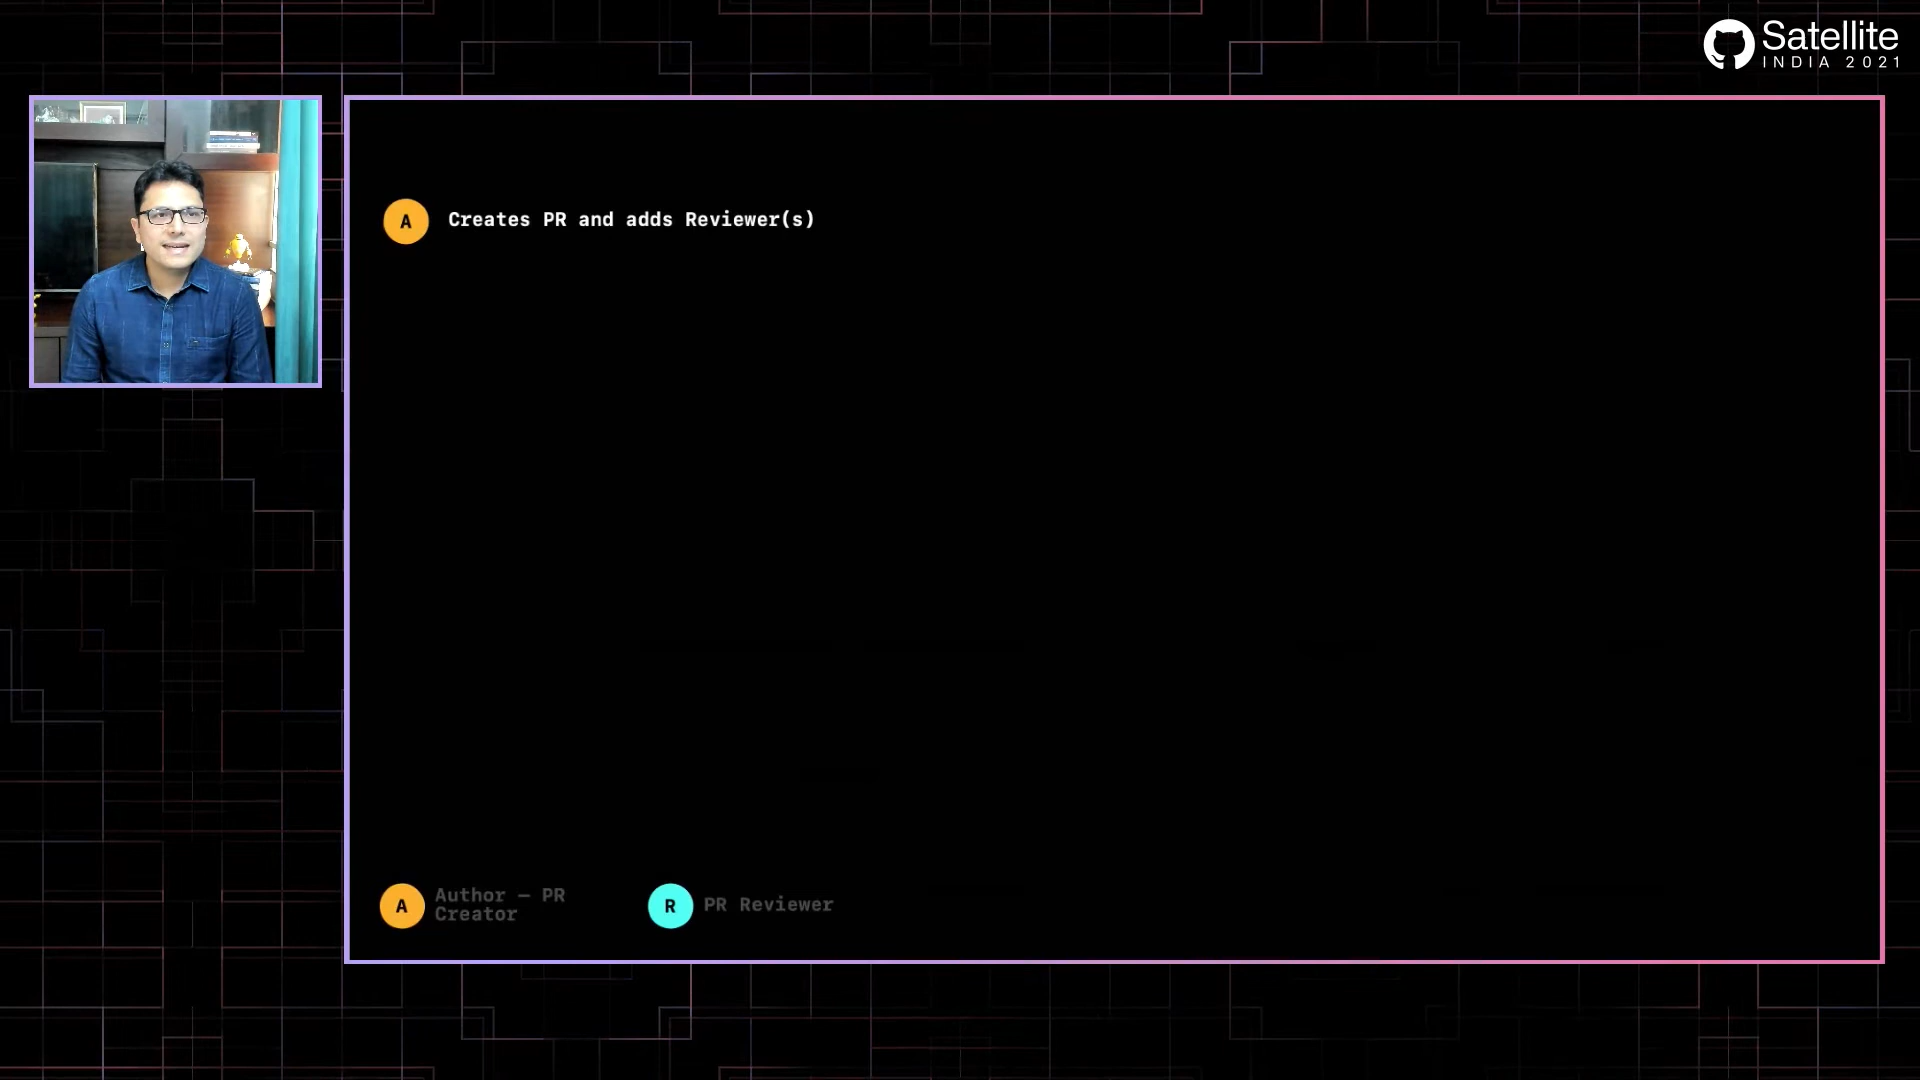 Satellite
INDIA 2021
A Creates PR and adds Reviewer(s)
A Author – PR
Creator
R PR Reviewer